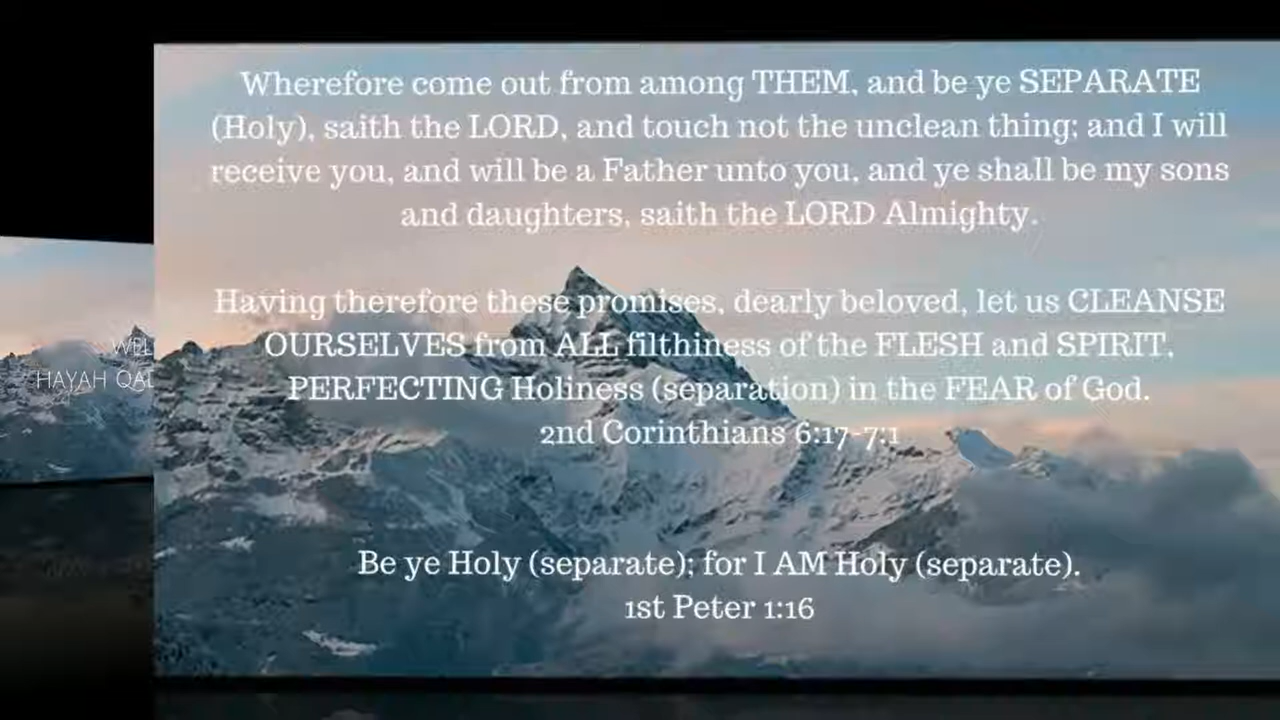 Wherefore come out from among THEM, and be ye SEPARATE
(Holy), saith the LORD, and touch not the unclean thing; and I will
receive you, and will be a Father unto you, and ye shall be my sons
and daughters, saith the LORD Almighty.
Having therefore these promises, dearly beloved, let us CLEANSE
OURSELVES from ALL filthiness of the FLESH and SPIRIT,
PERFECTING Holiness (separation) in the FEAR of God.
2nd Corinthians 6:17-7:1
Be ye Holy (separate); for I AM Holy (separate).
1st Peter 1:16
WEL
HAYAH QAL